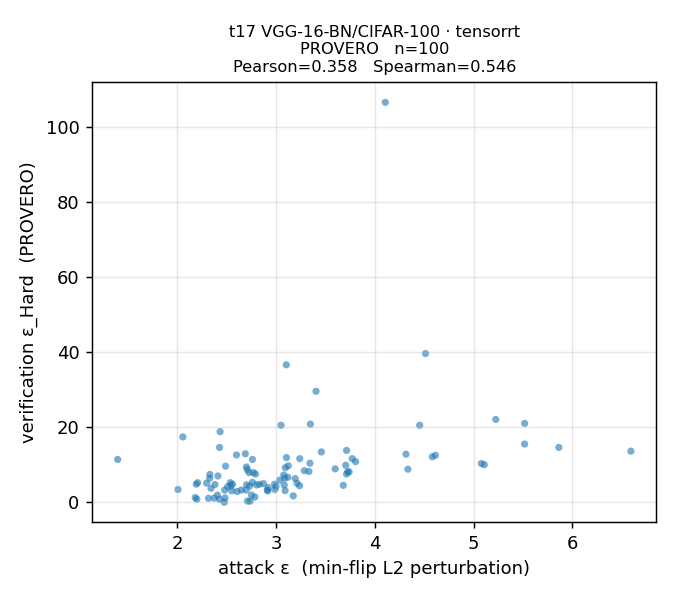 t17 VGG-16-BN/CIFAR-100 · tensorrt
PROVERO   n=100
Pearson=0.358   Spearman=0.546
100
80
60
40
20
0
verification ε_Hard  (PROVERO)
2
3
4
5
6
attack ε  (min-flip L2 perturbation)